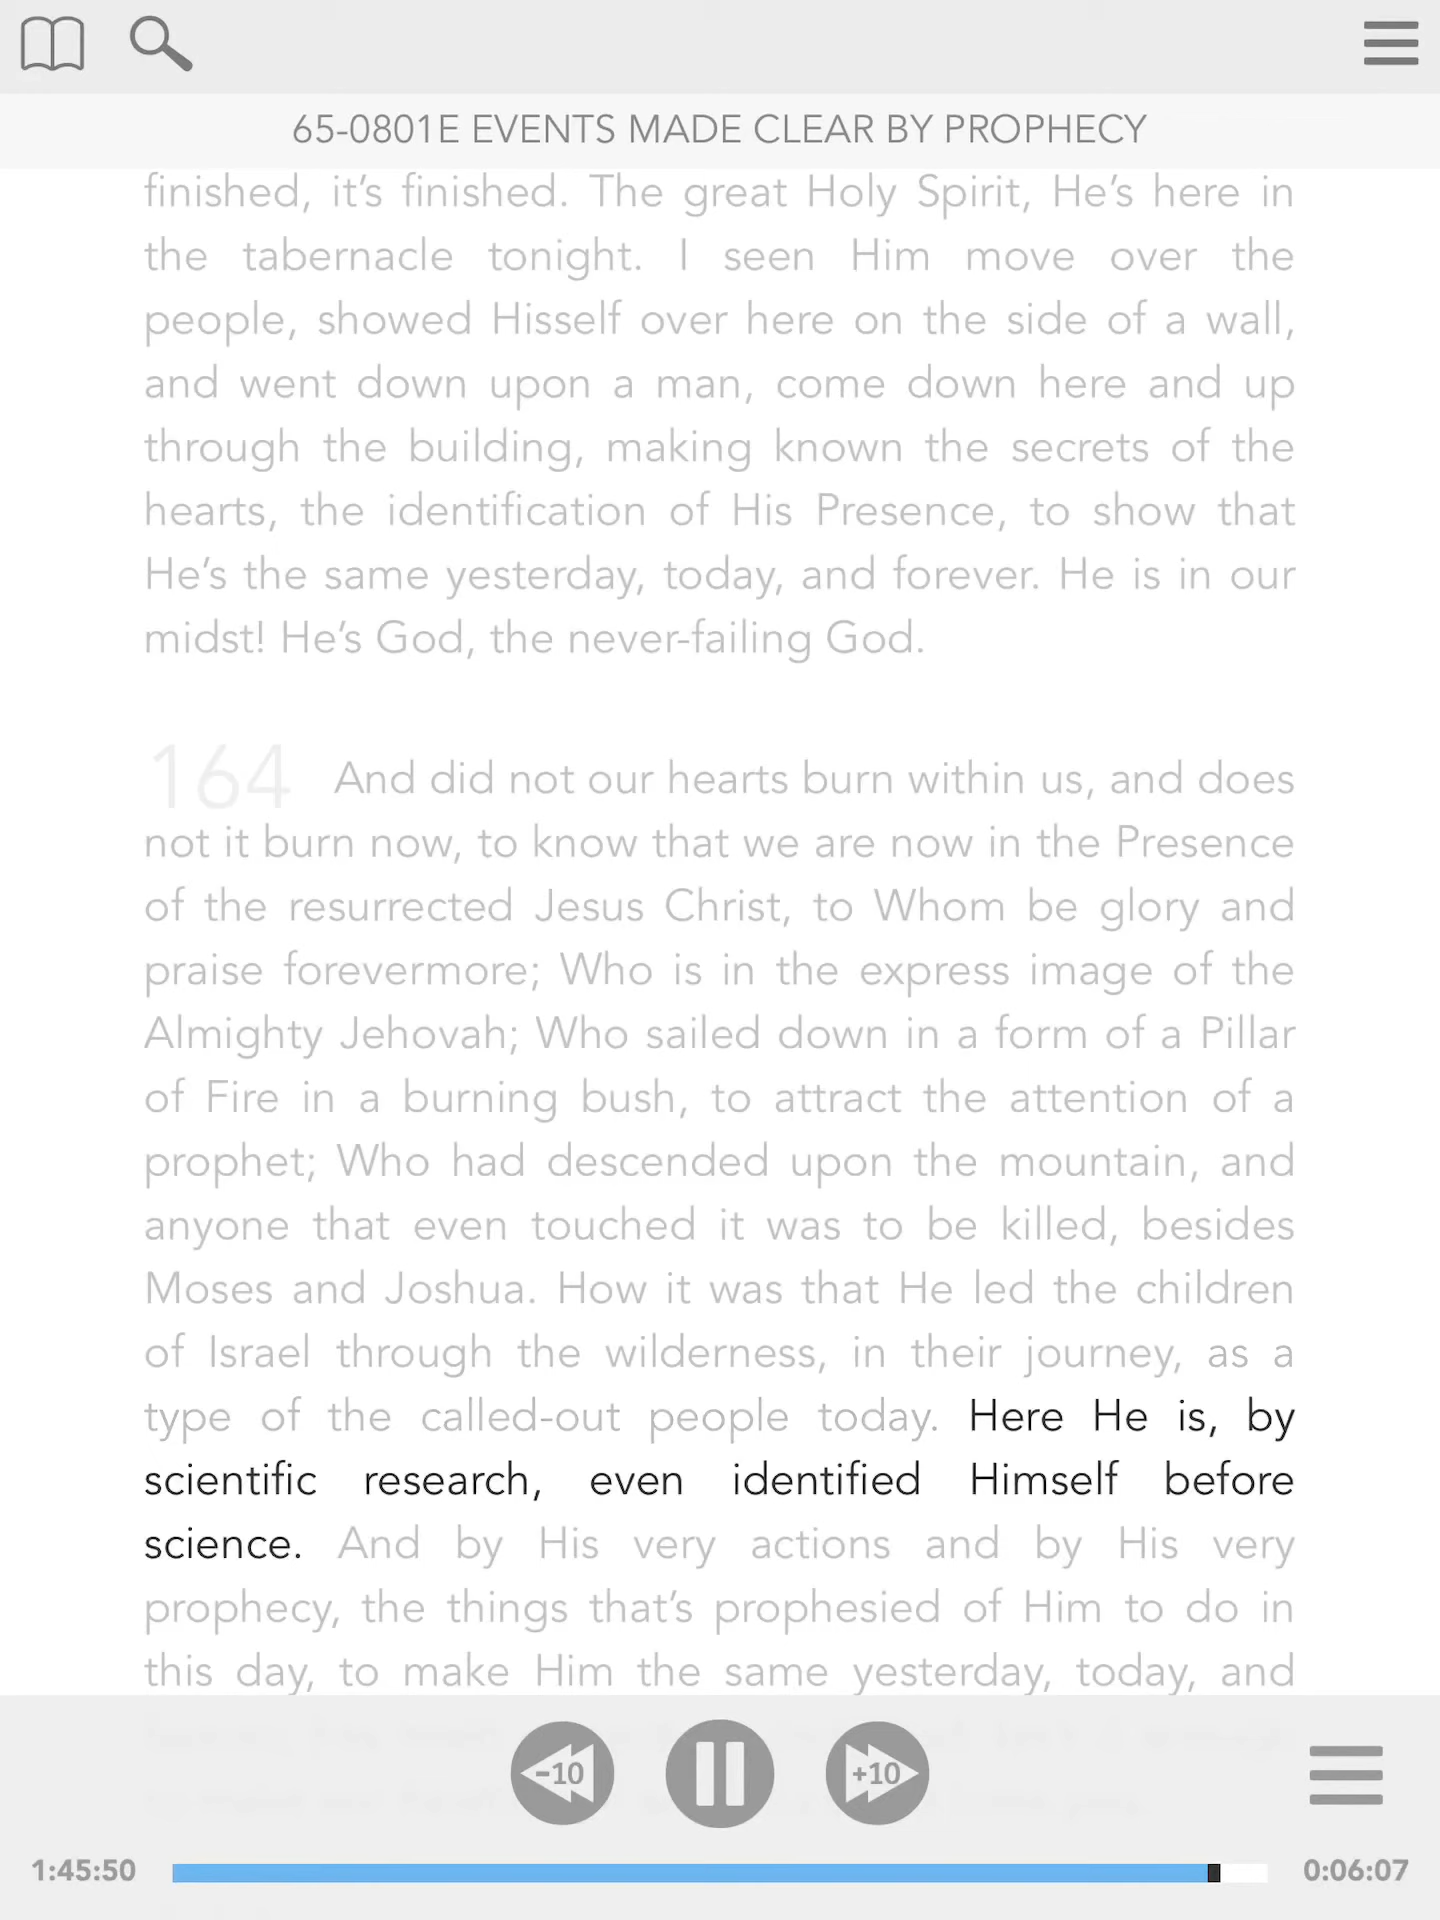 65-0801E EVENTS MADE CLEAR BY PROPHECY
finished, it’s finished. The great Holy Spirit, He’s here in
the tabernacle tonight. I seen Him move over the
people, showed Hisself over here on the side of a wall,
and went down upon a man, come down here and up
through the building, making known the secrets of the
hearts, the identification of His Presence, to show that
He’s the same yesterday, today, and forever. He is in our
midst! He’s God, the never-failing God.
164 And did not our hearts burn within us, and does
not it burn now, to know that we are now in the Presence
of the resurrected Jesus Christ, to Whom be glory and
praise forevermore; Who is in the express image of the
Almighty Jehovah; Who sailed down in a form of a Pillar
of Fire in a burning bush, to attract the attention of a
prophet; Who had descended upon the mountain, and
anyone that even touched it was to be killed, besides
Moses and Joshua. How it was that He led the children
of Israel through the wilderness, in their journey, as a
type of the called-out people today. Here He is, by
scientific research, even identified Himself before
science. And by His very actions and by His very
prophecy, the things that’s prophesied of Him to do in
this day, to make Him the same yesterday, today, and
-10 +10
1:45:50 0:06:07